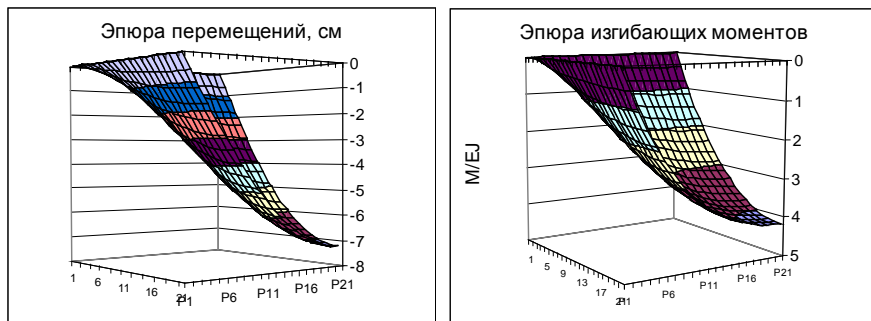 Эпюра перемещений, см
0
-1
-2
-3
-4
-5
-6
-7
-8
1 6 11 16 21
P1 P6 P11 P16 P21
Эпюра изгибающих моментов
M/EJ
0
1
2
3
4
5
1 5 9 13 17 21
P1 P6 P11 P16 P21